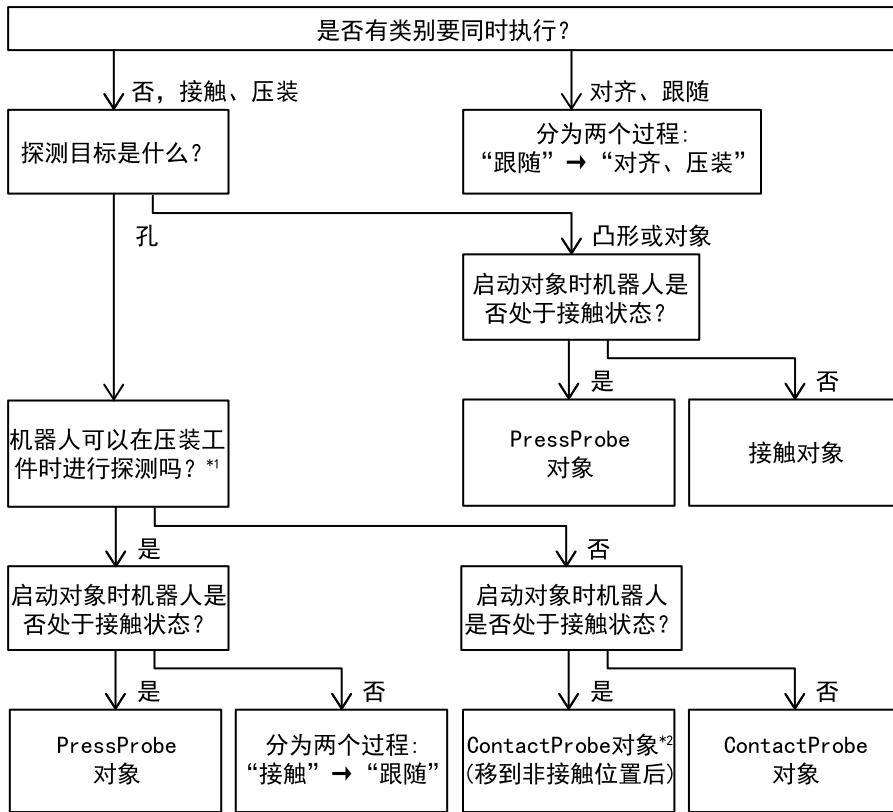 是否有类别要同时执行?
否，接触、压装
对齐、跟随
探测目标是什么?
分为两个过程:
“跟随”→“对齐、压装”
孔
凸形或对象
启动对象时机器人是
否处于接触状态?
是
否
PressProbe
对象
接触对象
机器人可以在压装工
件时进行探测吗? *1
是
否
启动对象时机器人是
否处于接触状态?
启动对象时机器人
是否处于接触状态?
是
否
是
否
PressProbe
对象
分为两个过程:
“接触”→“跟随”
ContactProbe对象*2
(移到非接触位置后)
ContactProbe
对象